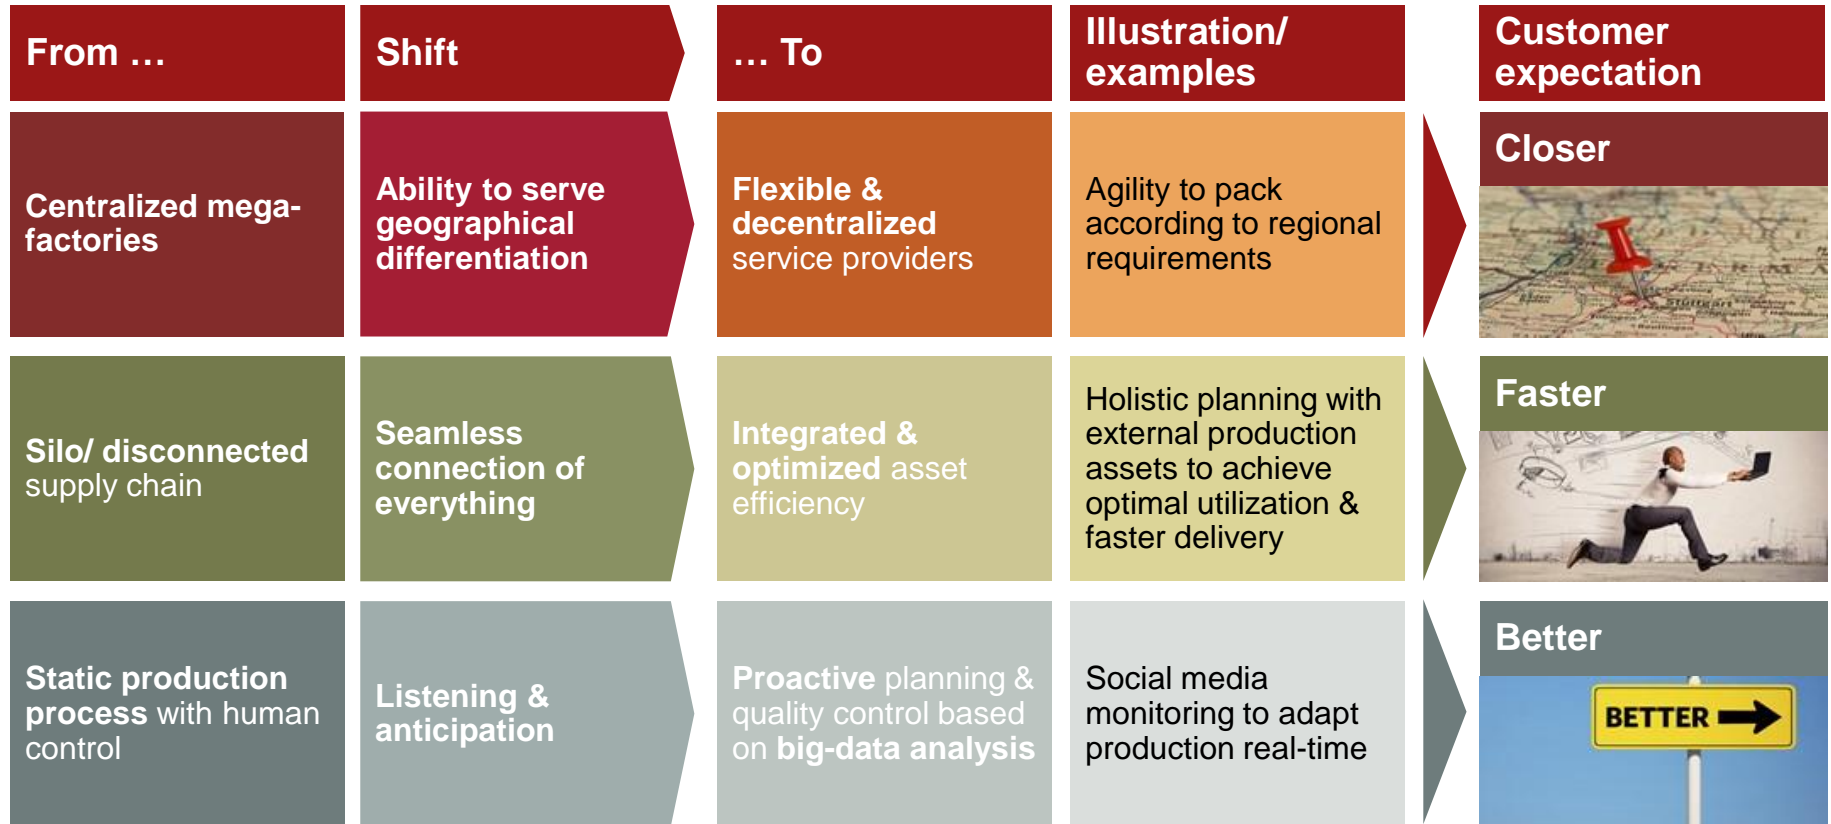 From …
Shift
… To
Illustration/
examples
Customer
expectation
Centralized mega-
factories
Ability to serve
geographical
differentiation
Flexible &
decentralized
service providers
Agility to pack
according to regional
requirements
Closer
Stuttgart
Silo/ disconnected
supply chain
Seamless
connection of
everything
Integrated &
optimized asset
efficiency
Holistic planning with
external production
assets to achieve
optimal utilization &
faster delivery
Faster
Static production
process with human
control
Listening &
anticipation
Proactive planning &
quality control based
on big-data analysis
Social media
monitoring to adapt
production real-time
Better
BETTER